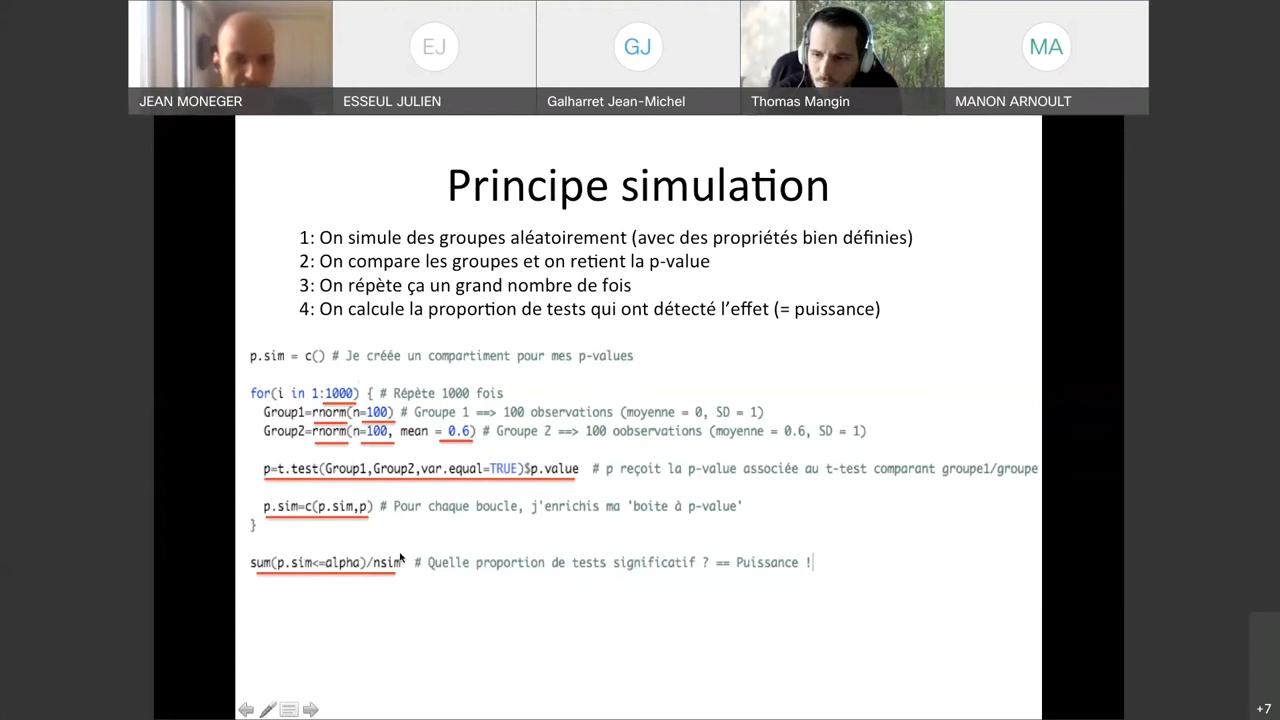 EJ
GJ
MA
JEAN MONEGER
ESSEUL JULIEN
Galharret Jean-Michel
Thomas Mangin
MANON ARNOULT
Principe simulation
1: On simule des groupes aléatoirement (avec des propriétés bien définies)
2: On compare les groupes et on retient la p-value
3: On répète ça un grand nombre de fois
4: On calcule la proportion de tests qui ont détecté l'effet (= puissance)
p.sim = c() # Je créée un compartiment pour mes p-values
for(i in 1:1000) { # Répète 1000 fois
Group1=rnorm(n=100) # Groupe 1 ==> 100 observations (moyenne = 0, SD = 1)
Group2=rnorm(n=100, mean = 0.6) # Groupe 2 ==> 100 oobservations (moyenne = 0.6, SD = 1)
p=t.test(Group1,Group2,var.equal=TRUE)$p.value # p reçoit la p-value associée au t-test comparant groupe1/groupe
p.sim=c(p.sim,p) # Pour chaque boucle, j'enrichis ma 'boite à p-value'
}
sum(p.sim<=alpha)/nsim # Quelle proportion de tests significatif ? == Puissance !
+7